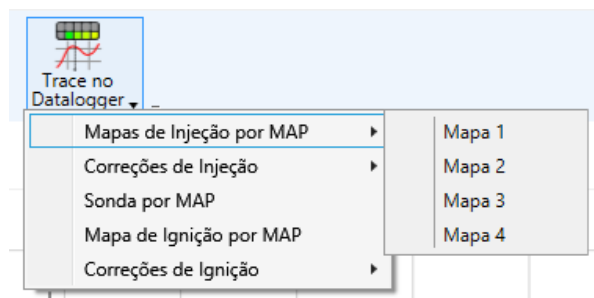 Trace no
Datalogger
Mapas de Injeção por MAP
Correções de Injeção
Sonda por MAP
Mapa de Ignição por MAP
Correções de Ignição
Mapa 1
Mapa 2
Mapa 3
Mapa 4